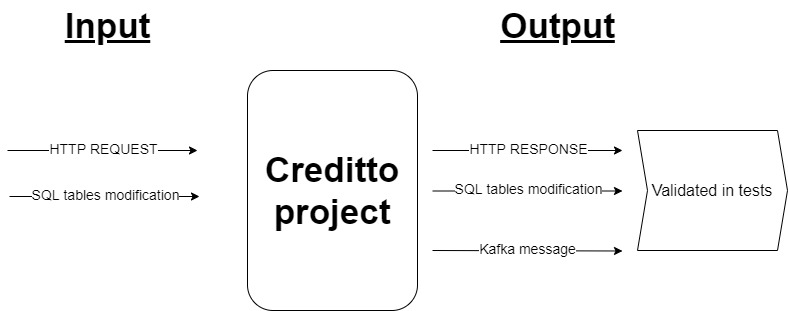 Input
Output
HTTP REQUEST
SQL tables modification
Creditto
project
HTTP RESPONSE
SQL tables modification
Kafka message
Validated in tests